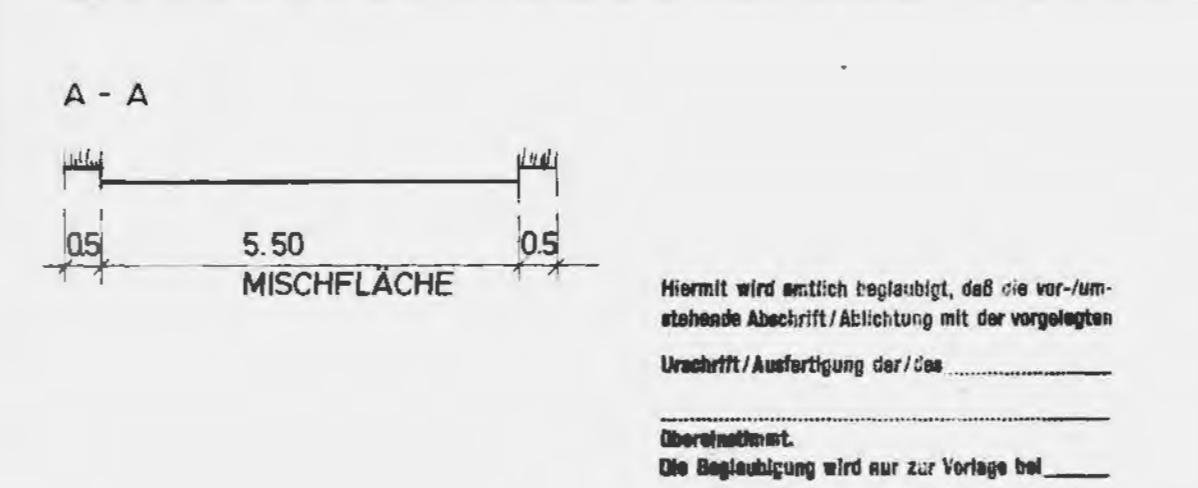 A - A
0.5 5.50 0.5
MISCHFLÄCHE
Hiermit wird amtlich beglaubigt, daß die vor-/um-
stehende Abschrift/Ablichtung mit der vorgelegten
Urschrift/Ausfertigung der/des
übereinstimmt.
Die Beglaubigung wird nur zur Vorlage bei